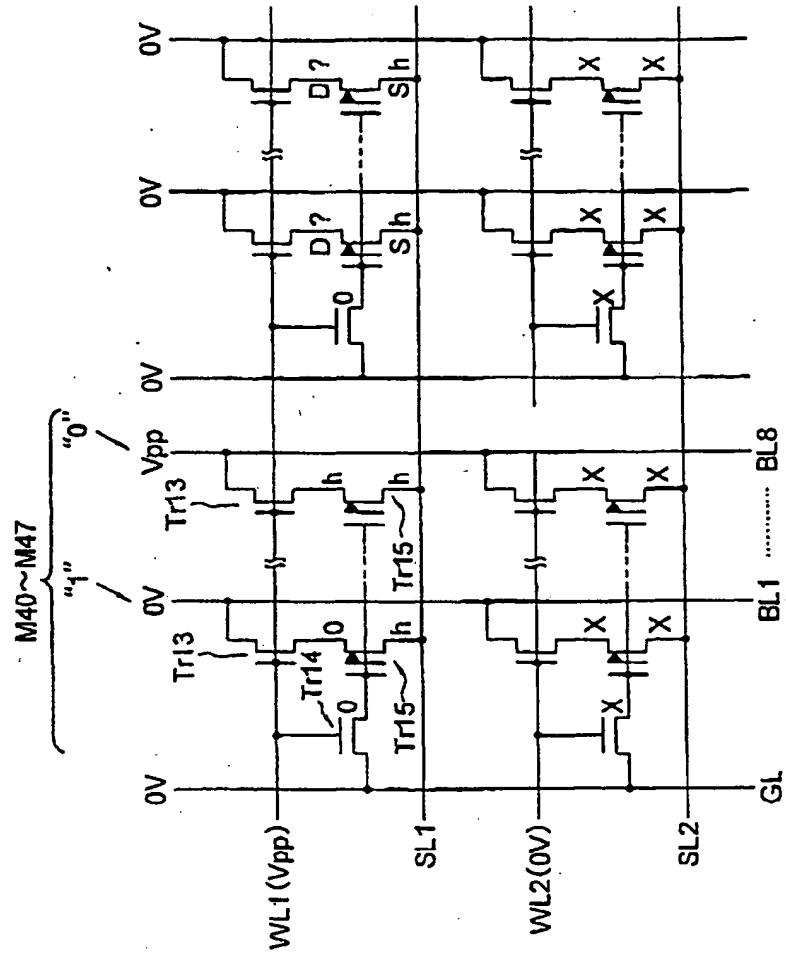 M40~M47
"1" "0"
0V 0V Vpp 0V 0V 0V
Tr13 Tr13
WL1(Vpp)
Tr14
0 0 h 0 D ? D ?
h h S h S h
Tr15 Tr15
SL1
WL2(0V)
X X X X X X
X X X X
SL2
GL BL1 ········ BL8